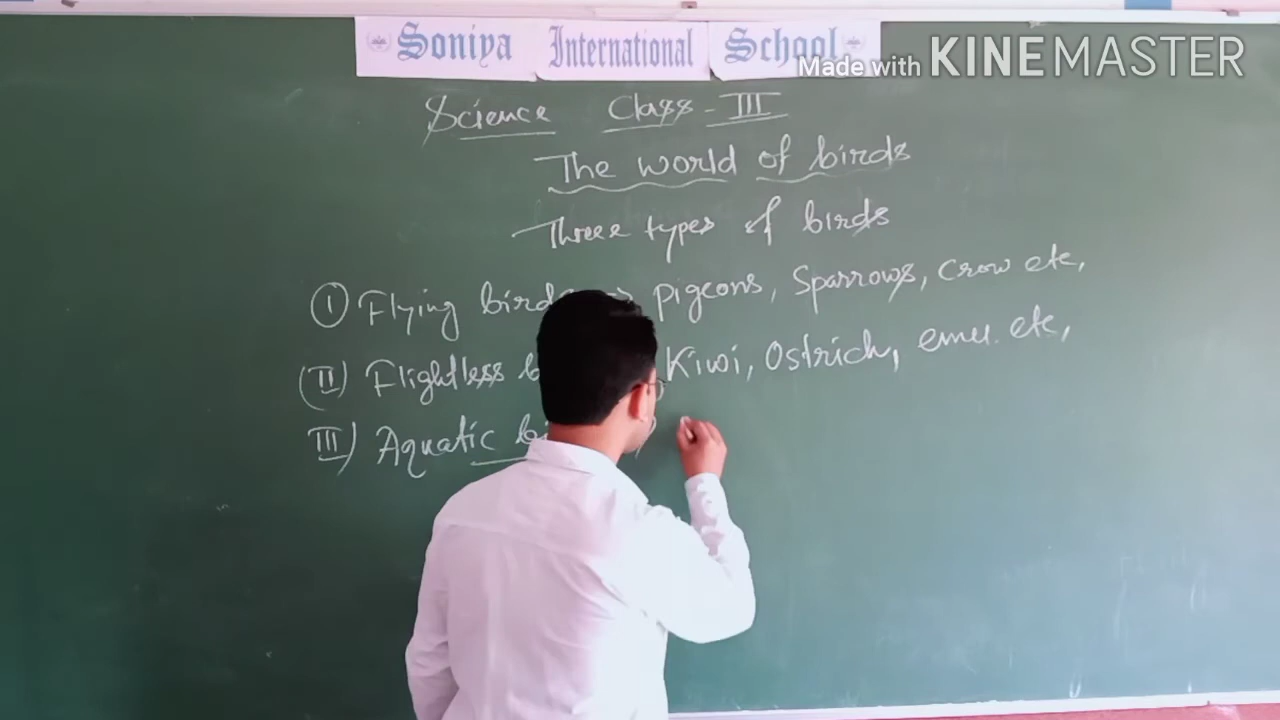 Soniya International School
Made with KINEMASTER
Science Class - III
The world of birds
Three types of birds
① Flying birds → pigeons, Sparrows, Crow etc,
(II) Flightless Kiwi, Ostrich, emu. etc,
III) Aquatic